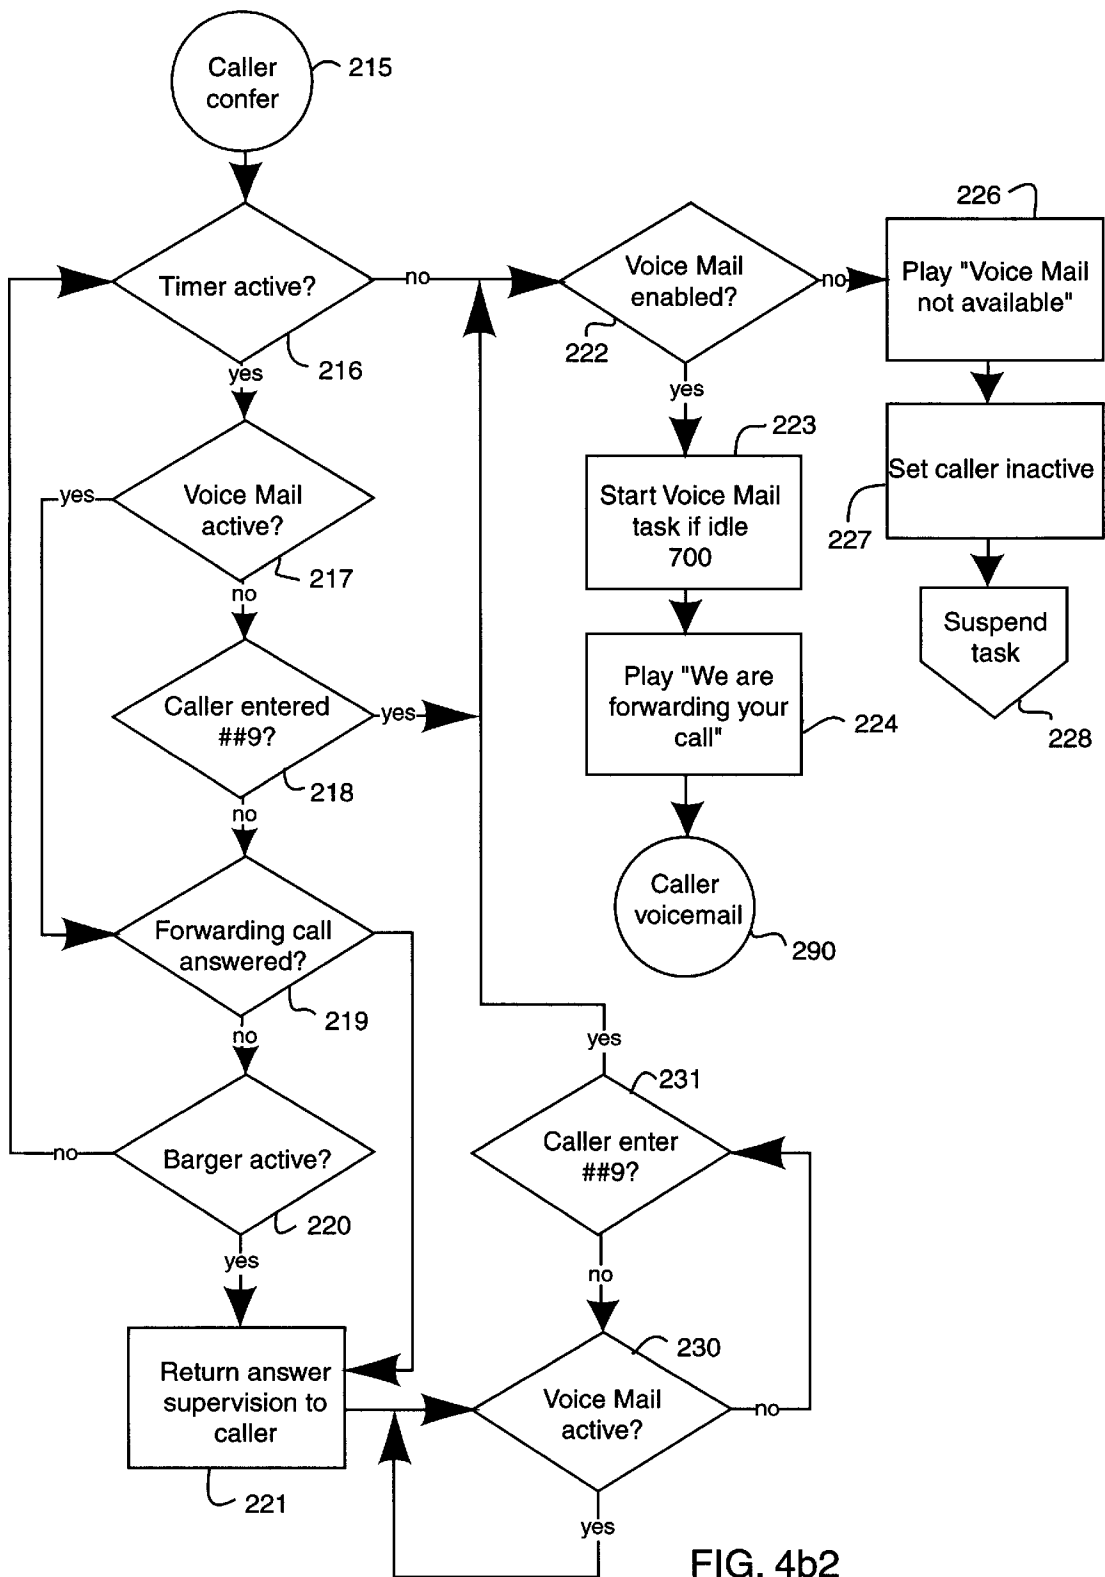 Caller
confer
215
Timer active?
216
no
yes
Voice Mail
active?
217
yes
no
Caller entered
##9?
218
yes
no
Forwarding call
answered?
219
no
Barger active?
220
no
yes
Return answer
supervision to
caller
221
Voice Mail
enabled?
222
no
yes
223
Start Voice Mail
task if idle
700
Play "We are
forwarding your
call"
224
Caller
voicemail
290
226
Play "Voice Mail
not available"
Set caller inactive
227
Suspend
task
228
yes
231
Caller enter
##9?
no
230
Voice Mail
active?
no
yes
FIG. 4b2